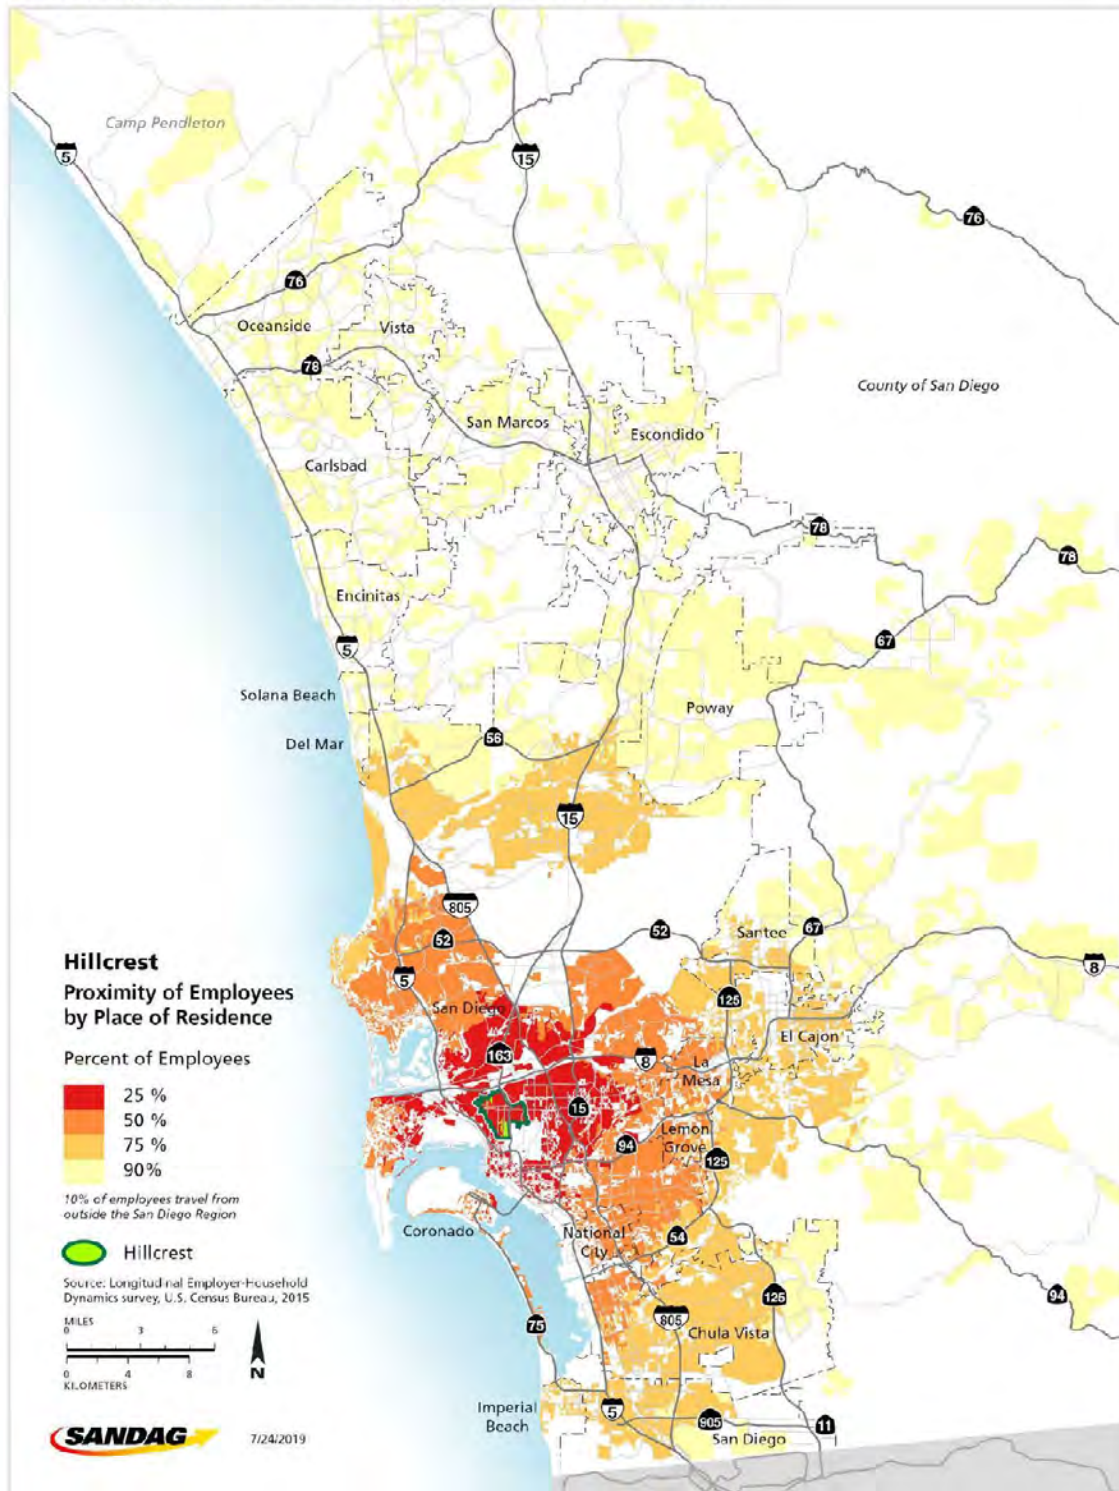 Camp Pendleton
5
15
76
76
Oceanside
Vista
78
County of San Diego
San Marcos
Escondido
Carlsbad
78
78
Encinitas
67
5
Solana Beach
Poway
Del Mar
56
15
805
52
52
Santee
67
8
5
125
San Diego
El Cajon
163
8
La
Mesa
15
94
Lemon
Grove
125
Coronado
National
City
54
125
94
75
805
Chula Vista
Imperial
Beach
5
905
11
San Diego
Hillcrest
Proximity of Employees
by Place of Residence
Percent of Employees
25 %
50 %
75 %
90%
10% of employees travel from
outside the San Diego Region
Hillcrest
Source: Longitudinal Employer-Household
Dynamics survey, U.S. Census Bureau, 2015
MILES
0 3 6
0 4 8
KILOMETERS
N
SANDAG
7/24/2019